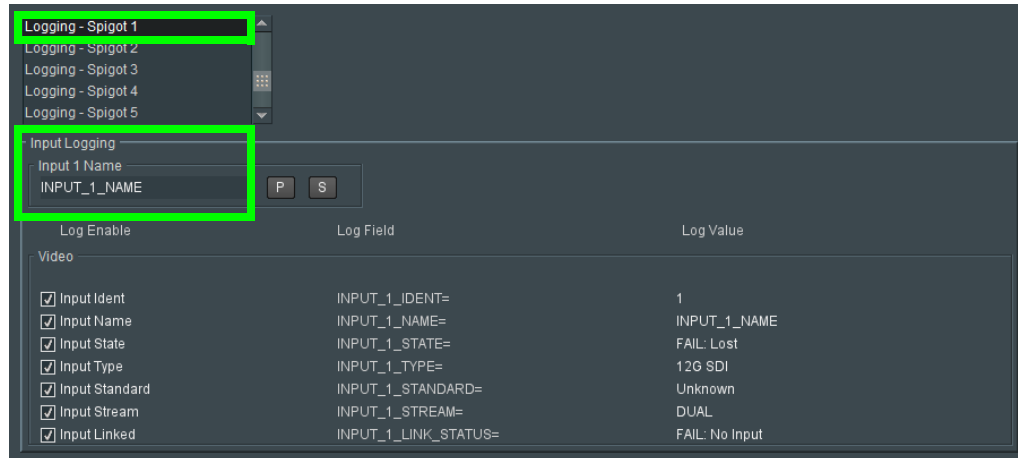 Logging - Spigot 1
Logging - Spigot 2
Logging - Spigot 3
Logging - Spigot 4
Logging - Spigot 5
Input Logging
Input 1 Name
INPUT_1_NAME P S
Log Enable Log Field Log Value
Video
Input Ident INPUT_1_IDENT= 1
Input Name INPUT_1_NAME= INPUT_1_NAME
Input State INPUT_1_STATE= FAIL: Lost
Input Type INPUT_1_TYPE= 12G SDI
Input Standard INPUT_1_STANDARD= Unknown
Input Stream INPUT_1_STREAM= DUAL
Input Linked INPUT_1_LINK_STATUS= FAIL: No Input